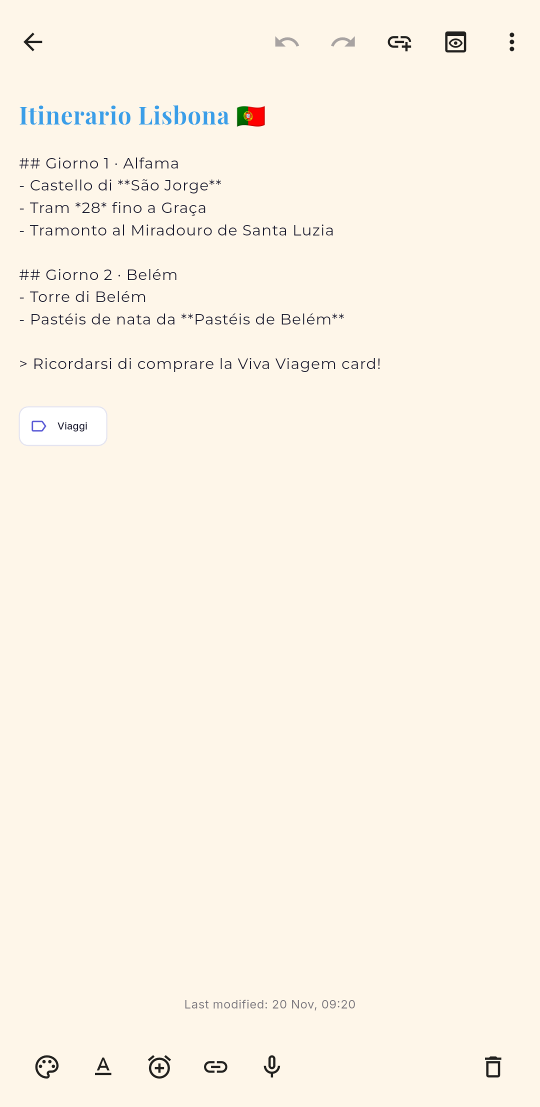 Itinerario Lisbona 🇵🇹
## Giorno 1 · Alfama
- Castello di **São Jorge**
- Tram *28* fino a Graça
- Tramonto al Miradouro de Santa Luzia
## Giorno 2 · Belém
- Torre di Belém
- Pastéis de nata da **Pastéis de Belém**
> Ricordarsi di comprare la Viva Viagem card!
Viaggi
Last modified: 20 Nov, 09:20